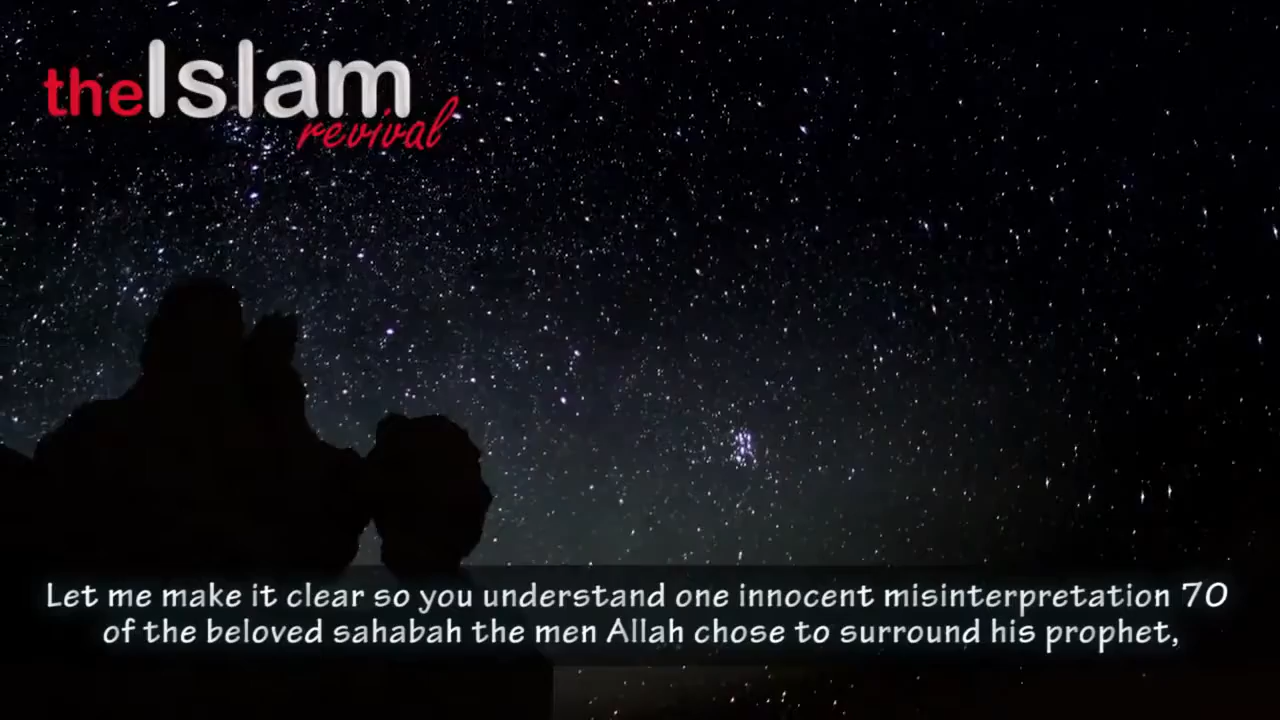 theIslam
revival
Let me make it clear so you understand one innocent misinterpretation 70
of the beloved sahabah the men Allah chose to surround his prophet,